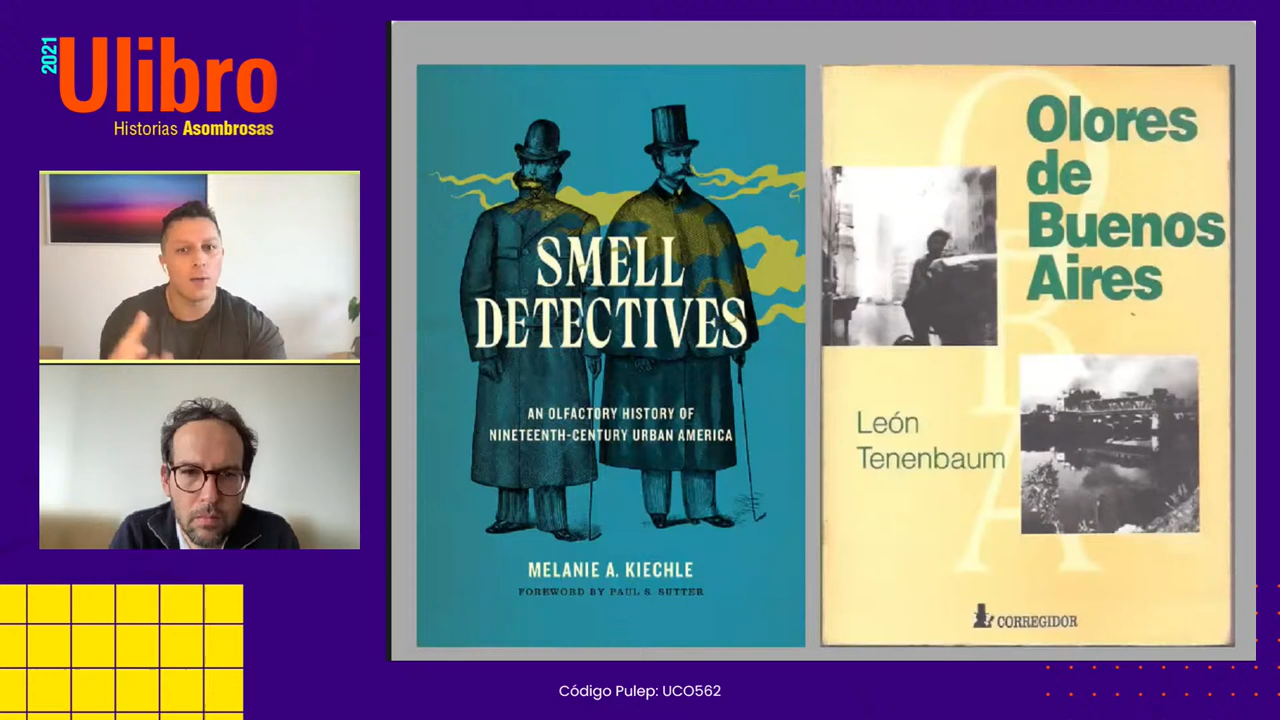 2021
Ulibro
Historias Asombrosas
SMELL
DETECTIVES
AN OLFACTORY HISTORY OF
NINETEENTH-CENTURY URBAN AMERICA
MELANIE A. KIECHLE
FOREWORD BY PAUL S. SUTTER
Olores
de
Buenos
Aires
León
Tenenbaum
CORREGIDOR
Código Pulep: UCO562